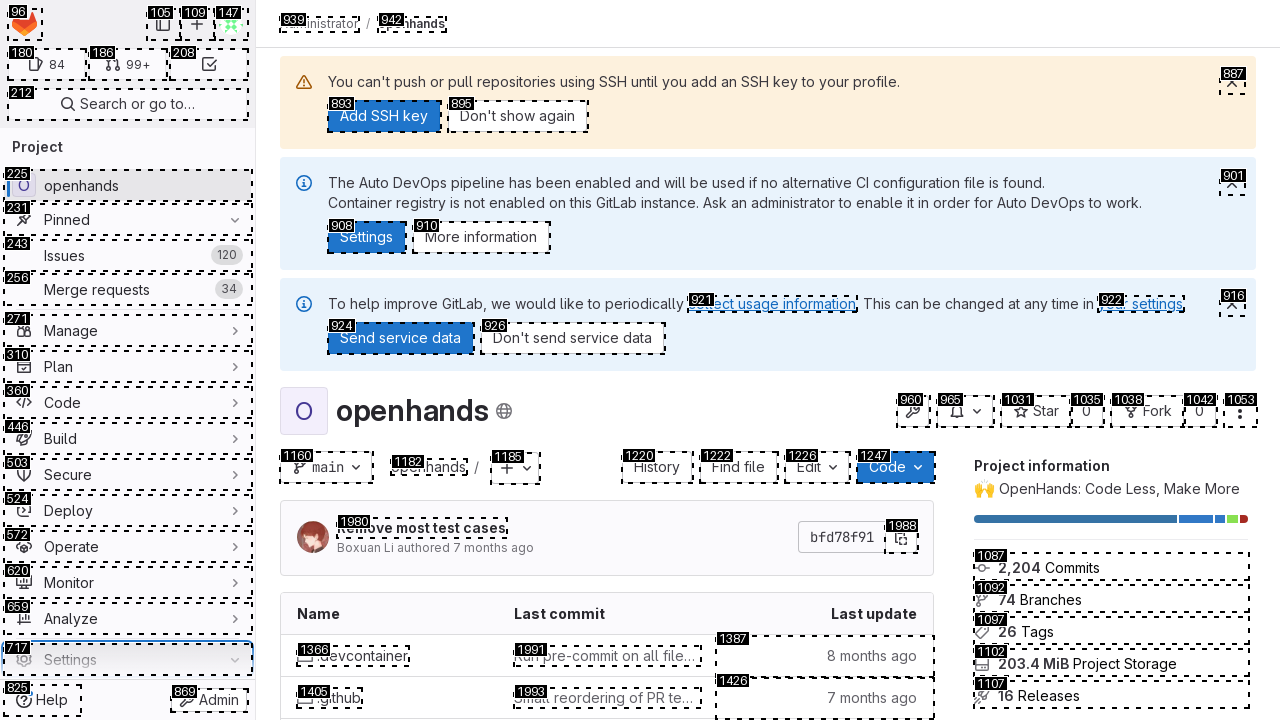 96
105
109
147
939
administrator
/
942
openhands
180
84
186
99+
208
212
Search or go to…
Project
225
O
openhands
231
Pinned
243
Issues
120
256
Merge requests
34
271
Manage
310
Plan
360
Code
446
Build
503
Secure
524
Deploy
572
Operate
620
Monitor
659
Analyze
717
Settings
825
Help
869
Admin
You can't push or pull repositories using SSH until you add an SSH key to your profile.
887
893
Add SSH key
895
Don't show again
The Auto DevOps pipeline has been enabled and will be used if no alternative CI configuration file is found.
901
Container registry is not enabled on this GitLab instance. Ask an administrator to enable it in order for Auto DevOps to work.
908
Settings
910
More information
To help improve GitLab, we would like to periodically
921
collect usage information
. This can be changed at any time in
922
your settings
916
924
Send service data
926
Don't send service data
O
openhands
960
965
1031
Star
1035
0
1038
Fork
1042
0
1053
1160
main
1182
openhands
/
1185
1220
History
1222
Find file
1226
Edit
1247
Code
1980
Remove most test cases
Boxuan Li authored 7 months ago
bfd78f91
1988
Name
Last commit
Last update
1366
.devcontainer
1991
Run pre-commit on all file…
1387
8 months ago
1405
.github
1993
Small reordering of PR te…
1426
7 months ago
Project information
🙌 OpenHands: Code Less, Make More
1087
2,204 Commits
1092
74 Branches
1097
26 Tags
1102
203.4 MiB Project Storage
1107
16 Releases